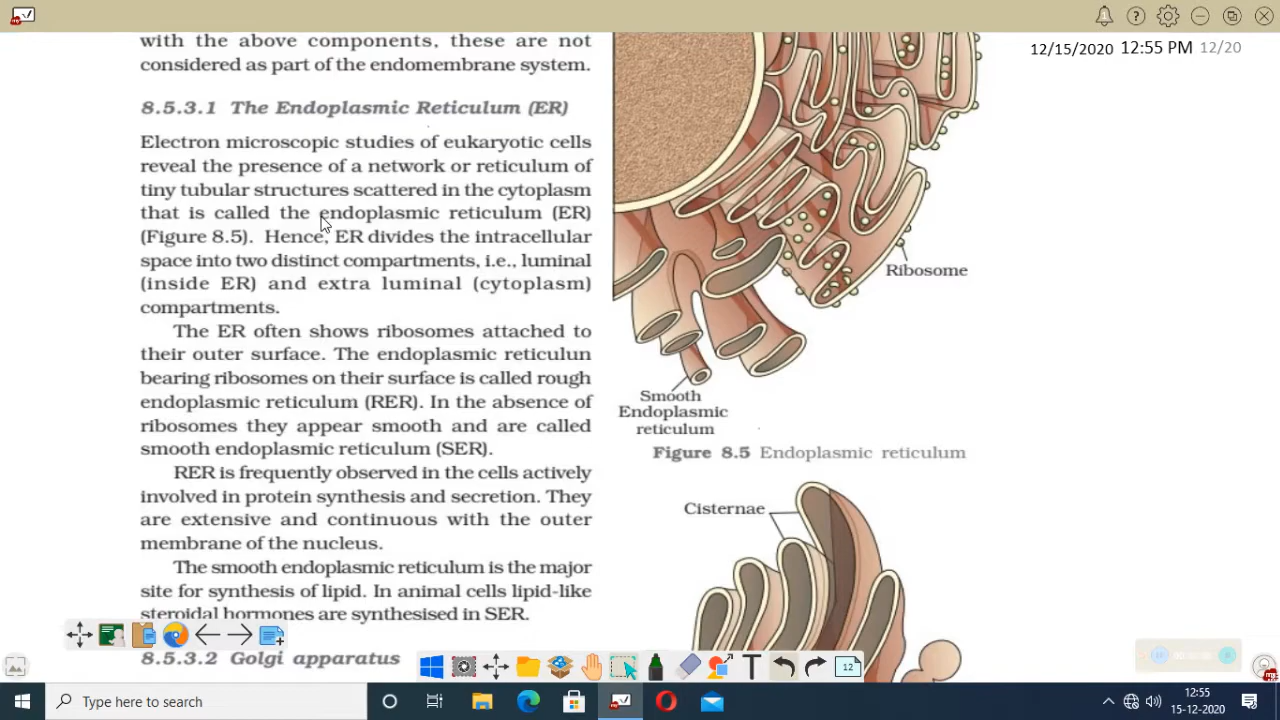 12/15/2020 12:55 PM 12/20
with the above components, these are not
considered as part of the endomembrane system.
8.5.3.1 The Endoplasmic Reticulum (ER)
Electron microscopic studies of eukaryotic cells
reveal the presence of a network or reticulum of
tiny tubular structures scattered in the cytoplasm
that is called the endoplasmic reticulum (ER)
(Figure 8.5). Hence, ER divides the intracellular
space into two distinct compartments, i.e., luminal
(inside ER) and extra luminal (cytoplasm)
compartments.
The ER often shows ribosomes attached to
their outer surface. The endoplasmic reticulun
bearing ribosomes on their surface is called rough
endoplasmic reticulum (RER). In the absence of
ribosomes they appear smooth and are called
smooth endoplasmic reticulum (SER).
RER is frequently observed in the cells actively
involved in protein synthesis and secretion. They
are extensive and continuous with the outer
membrane of the nucleus.
The smooth endoplasmic reticulum is the major
site for synthesis of lipid. In animal cells lipid-like
steroidal hormones are synthesised in SER.
8.5.3.2 Golgi apparatus
Ribosome
Smooth
Endoplasmic
reticulum
Figure 8.5 Endoplasmic reticulum
Cisternae
12
Type here to search
12:55
15-12-2020